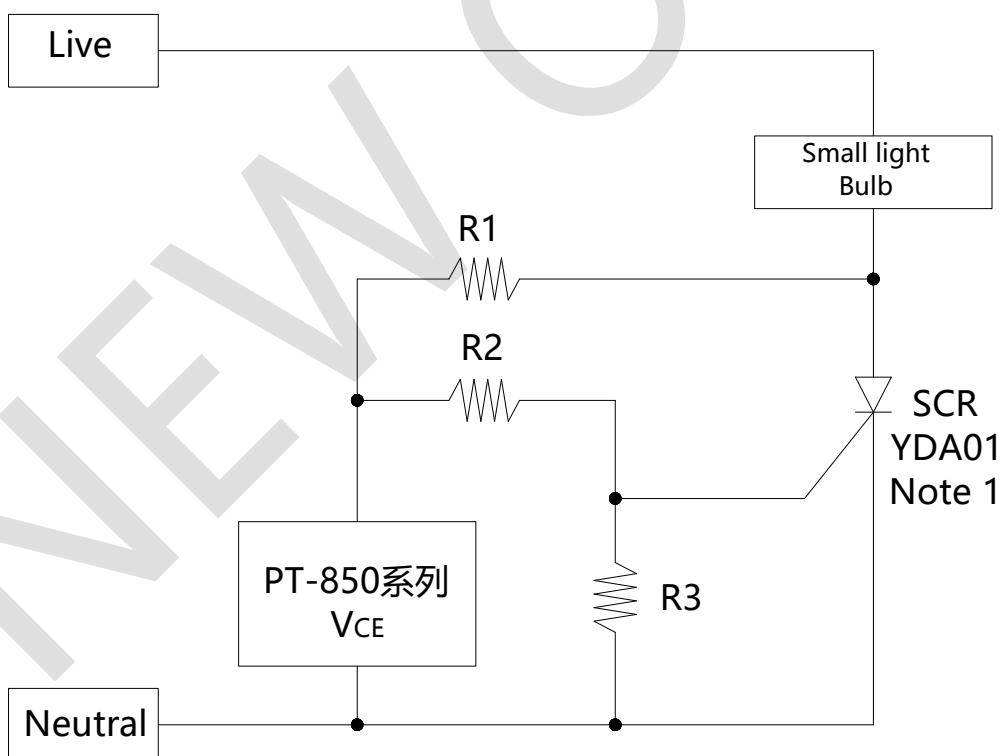 Live
Small light
Bulb
R1
R2
SCR
YDA01
Note 1
PT-850系列
VCE
R3
Neutral
NEW